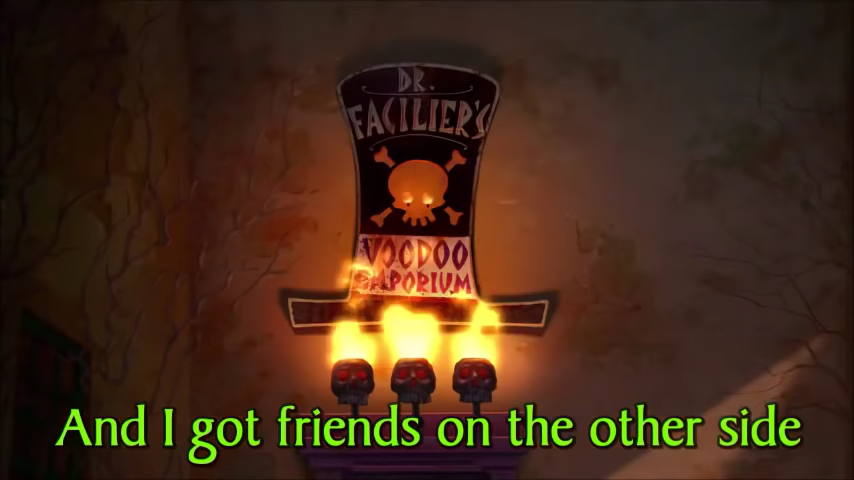 DR.
FACILIER'S
VOODOO
EMPORIUM
And I got friends on the other side